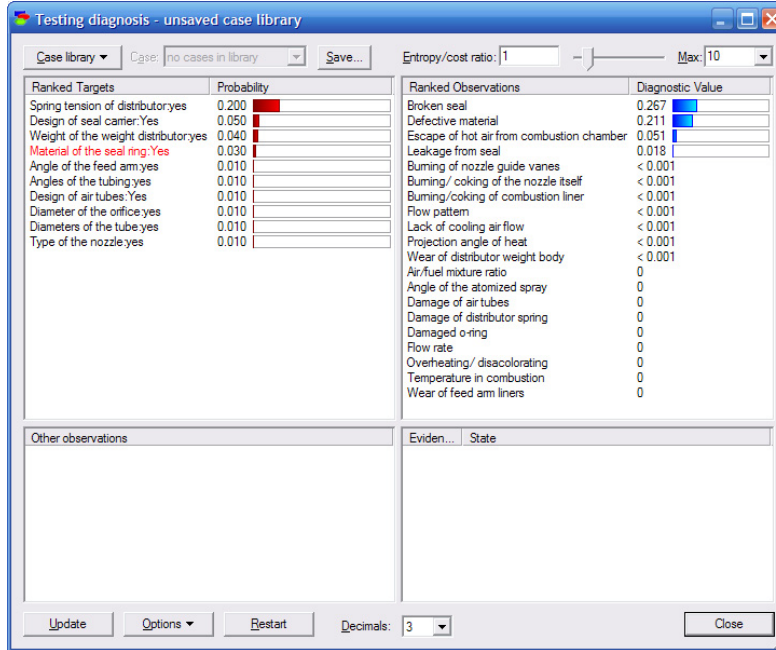 Testing diagnosis - unsaved case library
Case library Case: no cases in library Save... Entropy/cost ratio: 1 Max: 10
Ranked Targets Probability
Spring tension of distributor:yes 0.200
Design of seal carrier:Yes 0.050
Weight of the weight distributor:yes 0.040
Material of the seal ring:Yes 0.030
Angle of the feed arm:yes 0.010
Angles of the tubing:yes 0.010
Design of air tubes:Yes 0.010
Diameter of the orifice:yes 0.010
Diameters of the tube:yes 0.010
Type of the nozzle:yes 0.010
Ranked Observations Diagnostic Value
Broken seal 0.267
Defective material 0.211
Escape of hot air from combustion chamber 0.051
Leakage from seal 0.018
Burning of nozzle guide vanes < 0.001
Burning/ coking of the nozzle itself < 0.001
Burning/coking of combustion liner < 0.001
Flow pattern < 0.001
Lack of cooling air flow < 0.001
Projection angle of heat < 0.001
Wear of distributor weight body < 0.001
Air/fuel mixture ratio 0
Angle of the atomized spray 0
Damage of air tubes 0
Damage of distributor spring 0
Damaged o-ring 0
Flow rate 0
Overheating/ disacolorating 0
Temperature in combustion 0
Wear of feed arm liners 0
Other observations
Eviden... State
Update Options Restart Decimals: 3 Close